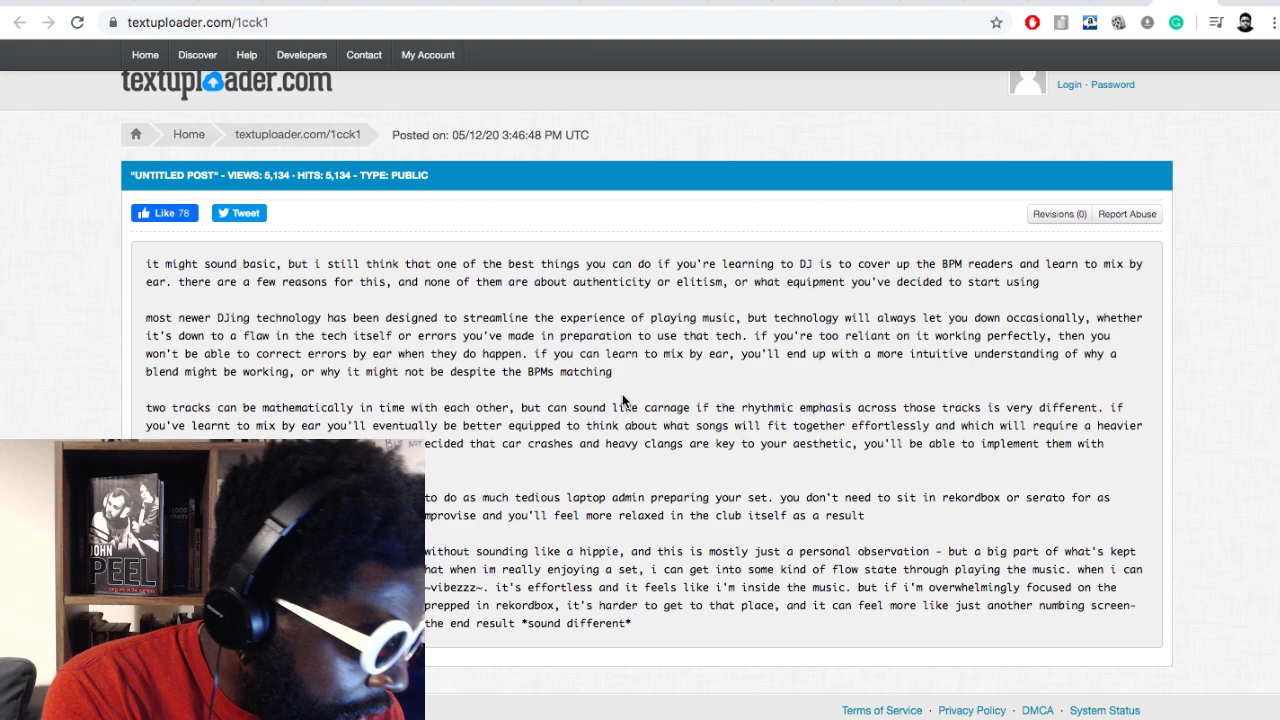 textuploader.com/1cck1
Home Discover Help Developers Contact My Account
textuploader.com
Login · Password
Home textuploader.com/1cck1 Posted on: 05/12/20 3:46:48 PM UTC
"UNTITLED POST" - VIEWS: 5,134 · HITS: 5,134 - TYPE: PUBLIC
Like 78 Tweet Revisions (0) Report Abuse
it might sound basic, but i still think that one of the best things you can do if you're learning to DJ is to cover up the BPM readers and learn to mix by
ear. there are a few reasons for this, and none of them are about authenticity or elitism, or what equipment you've decided to start using
most newer DJing technology has been designed to streamline the experience of playing music, but technology will always let you down occasionally, whether
it's down to a flaw in the tech itself or errors you've made in preparation to use that tech. if you're too reliant on it working perfectly, then you
won't be able to correct errors by ear when they do happen. if you can learn to mix by ear, you'll end up with a more intuitive understanding of why a
blend might be working, or why it might not be despite the BPMs matching
two tracks can be mathematically in time with each other, but can sound like carnage if the rhythmic emphasis across those tracks is very different. if
you've learnt to mix by ear you'll eventually be better equipped to think about what songs will fit together effortlessly and which will require a heavier
ecided that car crashes and heavy clangs are key to your aesthetic, you'll be able to implement them with
to do as much tedious laptop admin preparing your set. you don't need to sit in rekordbox or serato for as
mprovise and you'll feel more relaxed in the club itself as a result
without sounding like a hippie, and this is mostly just a personal observation - but a big part of what's kept
hat when im really enjoying a set, i can get into some kind of flow state through playing the music. when i can
~vibezzz~. it's effortless and it feels like i'm inside the music. but if i'm overwhelmingly focused on the
prepped in rekordbox, it's harder to get to that place, and it can feel more like just another numbing screen-
the end result *sound different*
JOHN
PEEL
Terms of Service · Privacy Policy · DMCA · System Status